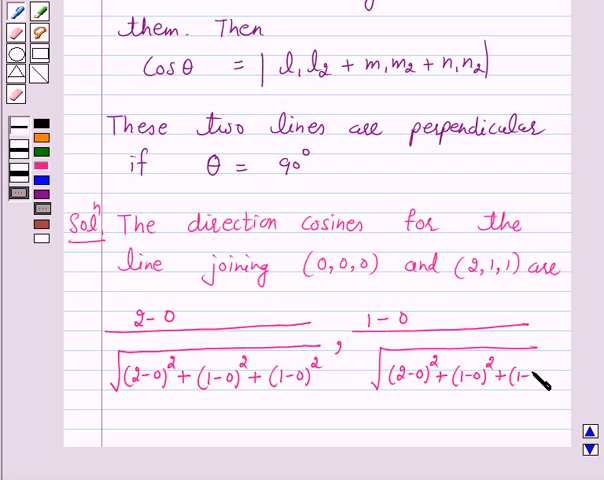 them. Then
cosθ = | l₁l₂ + m₁m₂ + n₁n₂|
These two lines are perpendicular
if θ = 90°
Solⁿ The direction cosines for the
line joining (0,0,0) and (2,1,1) are
2-0 / √(2-0)² + (1-0)² + (1-0)² , 1-0 / √(2-0)² + (1-0)² + (1-